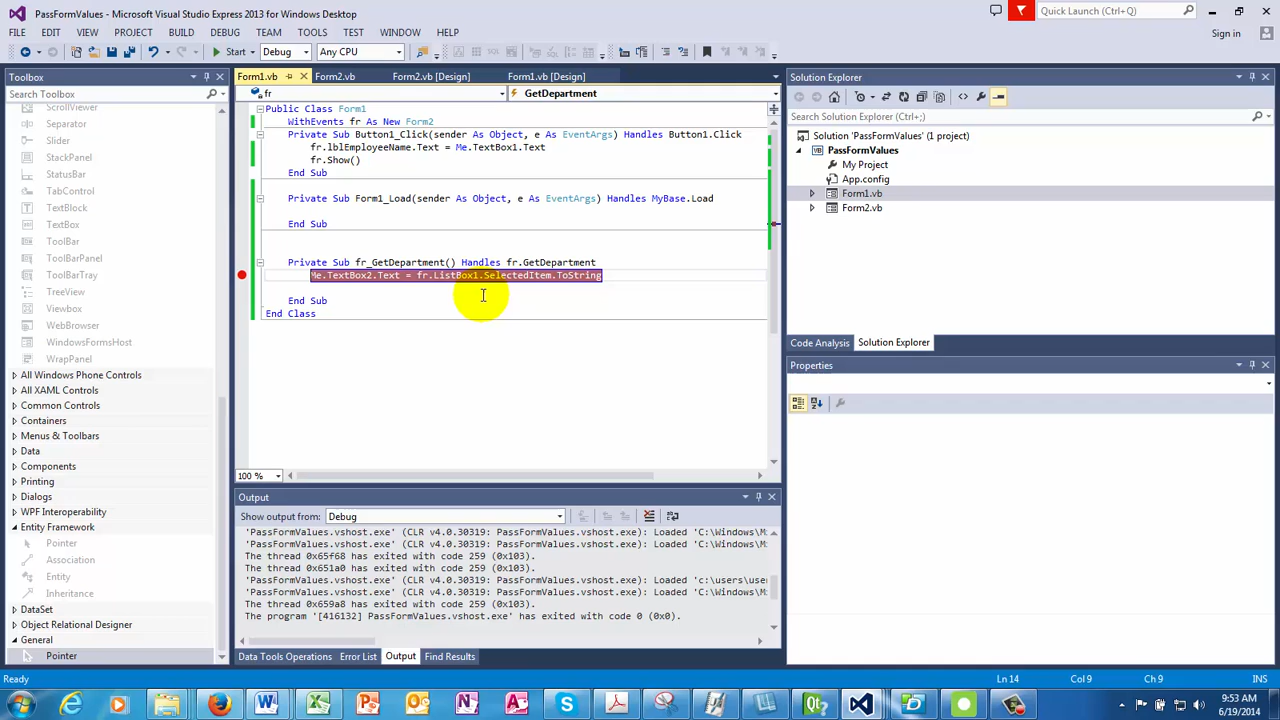 PassFormValues - Microsoft Visual Studio Express 2013 for Windows Desktop
Quick Launch (Ctrl+Q)
FILE EDIT VIEW PROJECT BUILD DEBUG TEAM TOOLS TEST WINDOW HELP
Sign in
Start Debug Any CPU
Toolbox
Search Toolbox
ScrollViewer
Separator
Slider
StackPanel
StatusBar
TabControl
TextBlock
TextBox
ToolBar
ToolBarPanel
ToolBarTray
TreeView
Viewbox
WebBrowser
WindowsFormsHost
WrapPanel
All Windows Phone Controls
All XAML Controls
Common Controls
Containers
Menus & Toolbars
Data
Components
Printing
Dialogs
WPF Interoperability
Entity Framework
Pointer
Association
Entity
Inheritance
DataSet
Object Relational Designer
General
Pointer
Form1.vb Form2.vb Form2.vb [Design] Form1.vb [Design]
fr GetDepartment
Public Class Form1
WithEvents fr As New Form2
Private Sub Button1_Click(sender As Object, e As EventArgs) Handles Button1.Click
fr.lblEmployeeName.Text = Me.TextBox1.Text
fr.Show()
End Sub
Private Sub Form1_Load(sender As Object, e As EventArgs) Handles MyBase.Load
End Sub
Private Sub fr_GetDepartment() Handles fr.GetDepartment
Me.TextBox2.Text = fr.ListBox1.SelectedItem.ToString
End Sub
End Class
100 %
Output
Show output from: Debug
'PassFormValues.vshost.exe' (CLR v4.0.30319: PassFormValues.vshost.exe): Loaded 'C:\Windows\M
'PassFormValues.vshost.exe' (CLR v4.0.30319: PassFormValues.vshost.exe): Loaded 'C:\Windows\M
The thread 0x65f68 has exited with code 259 (0x103).
The thread 0x651a0 has exited with code 259 (0x103).
'PassFormValues.vshost.exe' (CLR v4.0.30319: PassFormValues.vshost.exe): Loaded 'c:\users\use
'PassFormValues.vshost.exe' (CLR v4.0.30319: PassFormValues.vshost.exe): Loaded 'C:\Windows\M
The thread 0x659a8 has exited with code 259 (0x103).
The program '[416132] PassFormValues.vshost.exe' has exited with code 0 (0x0).
Data Tools Operations Error List Output Find Results
Solution Explorer
Search Solution Explorer (Ctrl+;)
Solution 'PassFormValues' (1 project)
VB PassFormValues
My Project
App.config
Form1.vb
Form2.vb
Code Analysis Solution Explorer
Properties
Ready
Ln 14 Col 9 Ch 9 INS
9:53 AM
6/19/2014